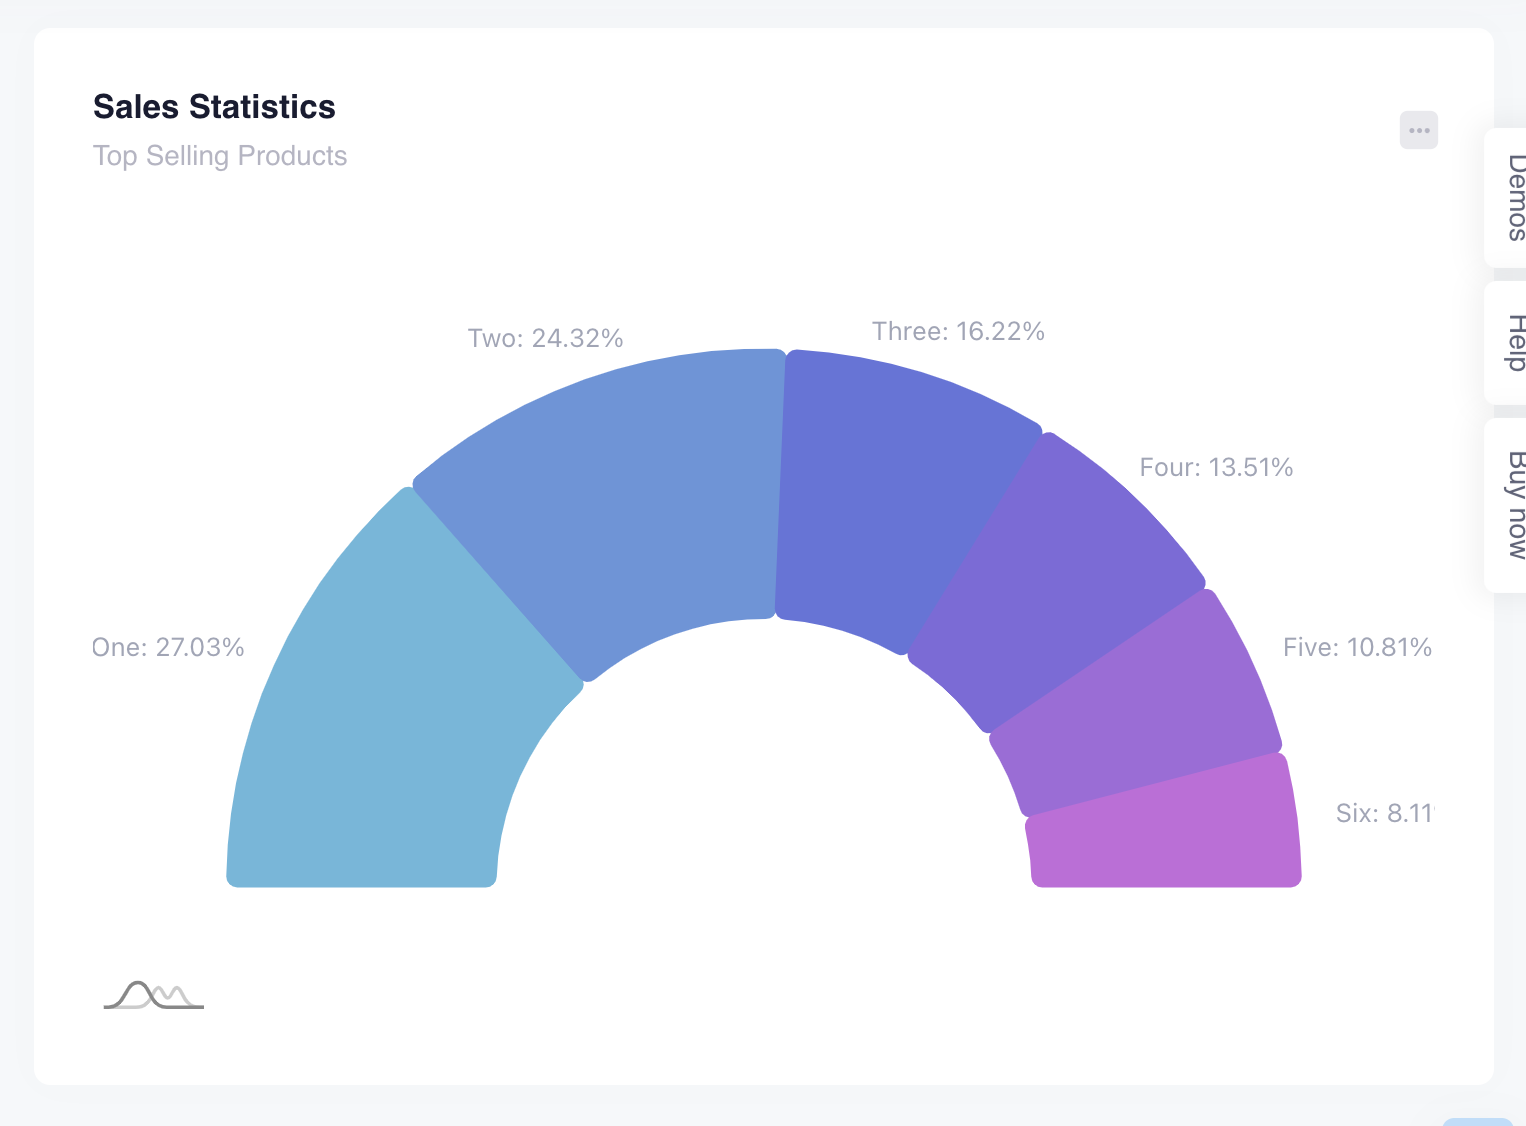 Sales Statistics
Top Selling Products
Demos
Help
Buy now
Two: 24.32%
Three: 16.22%
Four: 13.51%
One: 27.03%
Five: 10.81%
Six: 8.11